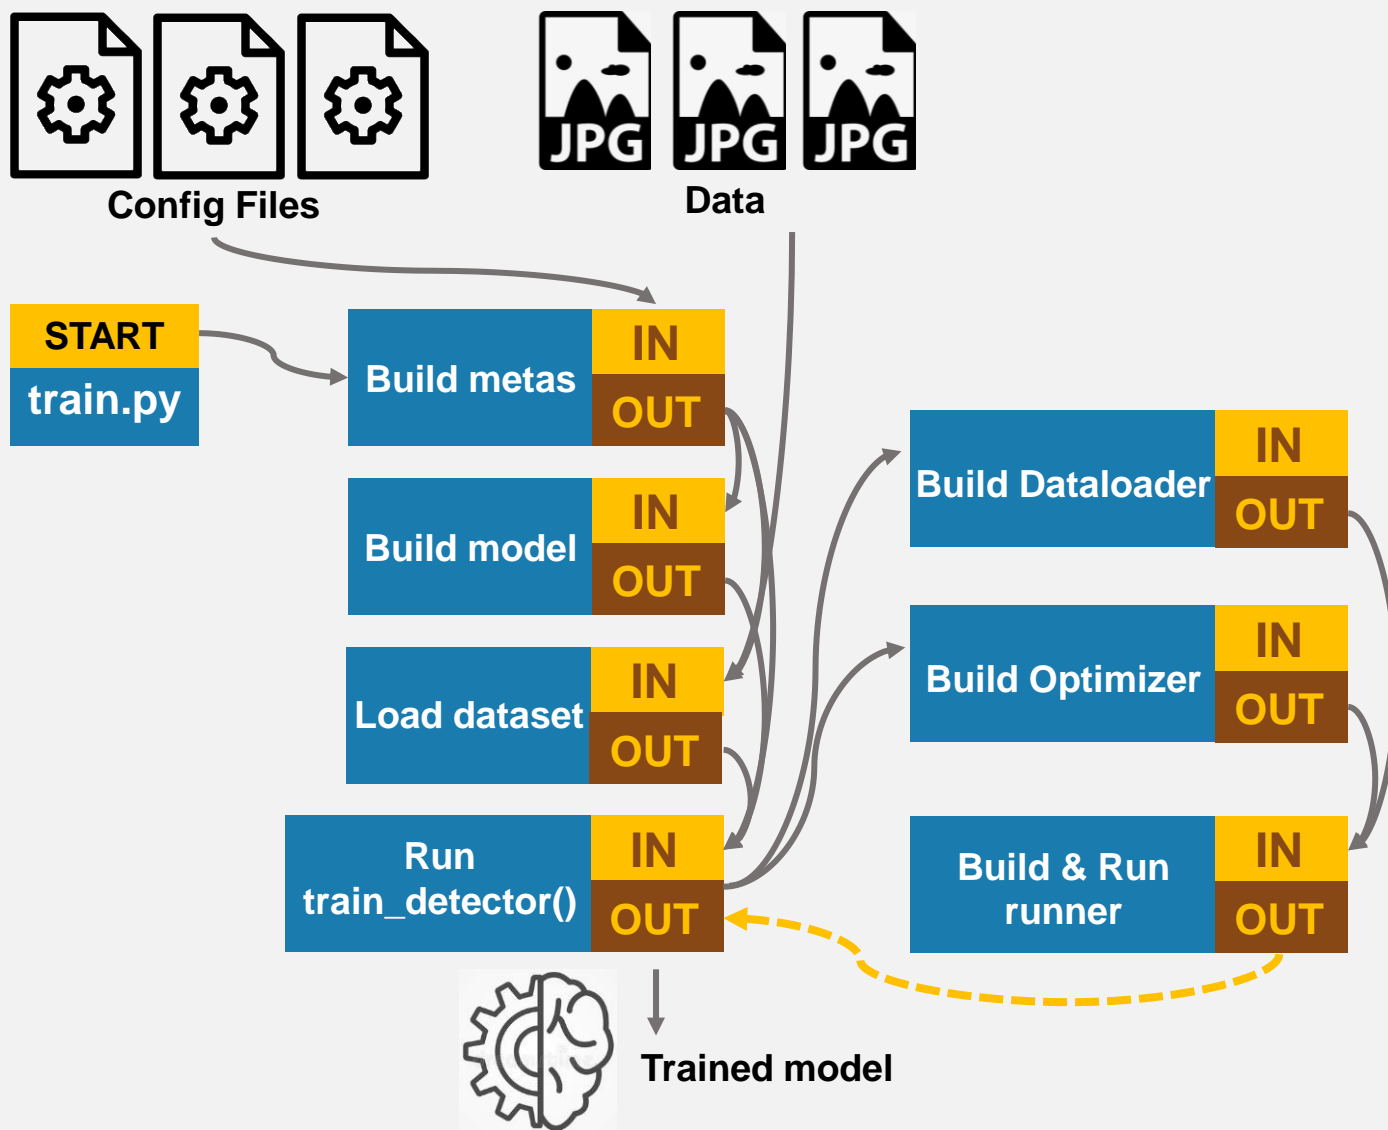 JPG
JPG
JPG
Config Files
Data
START
train.py
Build metas
IN
OUT
Build model
IN
OUT
Load dataset
IN
OUT
Run
train_detector()
IN
OUT
Build Dataloader
IN
OUT
Build Optimizer
IN
OUT
Build & Run
runner
IN
OUT
Trained model